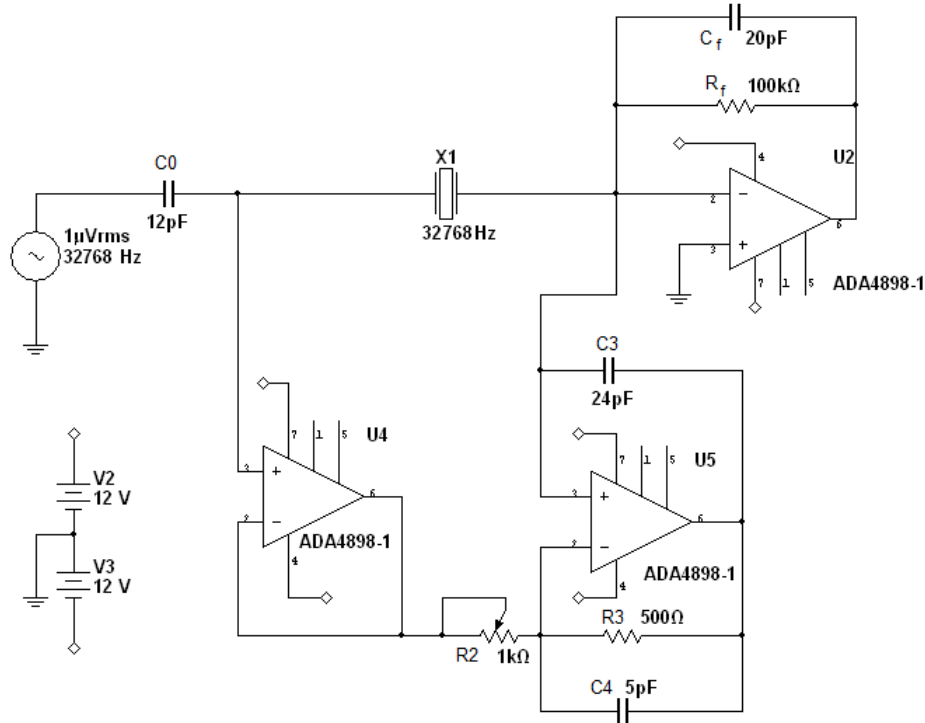 C f
20pF
R f
100kΩ
4
U2
2
6
3
7
1
5
ADA4898-1
C0
12pF
X1
32768Hz
1µVrms
32768 Hz
C3
24pF
7
1
5
U4
3
6
2
4
ADA4898-1
7
1
5
U5
3
6
2
4
ADA4898-1
V2
12 V
V3
12 V
R2
1kΩ
R3
500Ω
C4
5pF